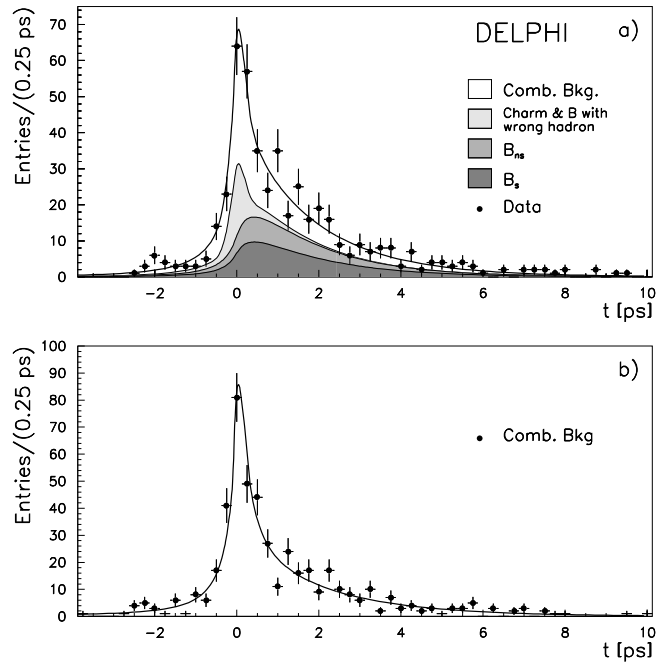 Entries/(0.25 ps)
70
60
50
40
30
20
10
0
DELPHI
a)
Comb. Bkg.
Charm & B with
wrong hadron
Bns
Bs
Data
−2 0 2 4 6 8 10
t [ps]
Entries/(0.25 ps)
100
90
80
70
60
50
40
30
20
10
0
b)
Comb. Bkg
−2 0 2 4 6 8 10
t [ps]